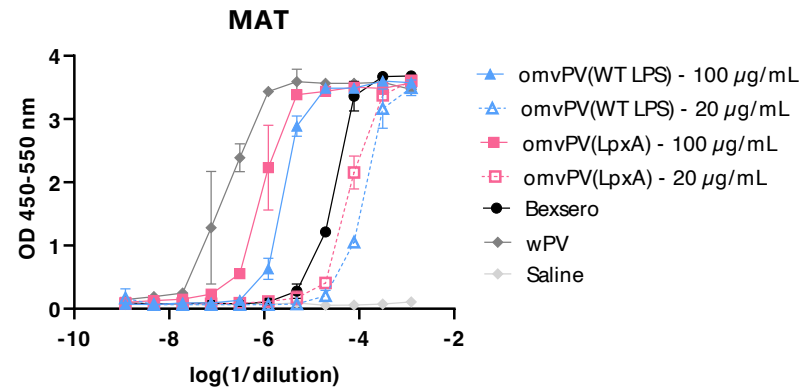 MAT
OD 450-550 nm
4
3
2
1
0
-10 -8 -6 -4 -2
log(1/dilution)
omvPV(WT LPS) - 100 µg/mL
omvPV(WT LPS) - 20 µg/mL
omvPV(LpxA) - 100 µg/mL
omvPV(LpxA) - 20 µg/mL
Bexsero
wPV
Saline